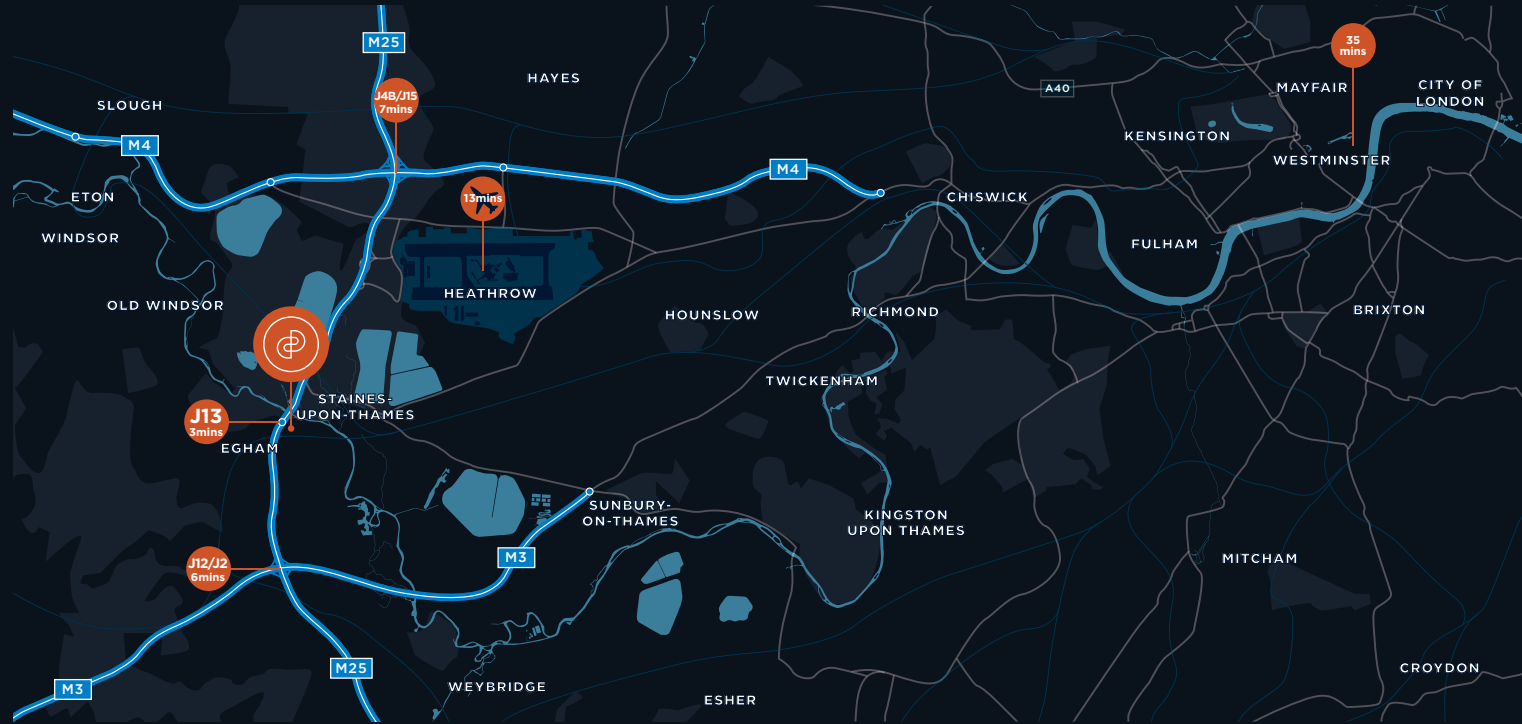 M25
35
mins
HAYES
MAYFAIR
CITY OF
LONDON
A40
J4B/J15
7mins
SLOUGH
KENSINGTON
M4
WESTMINSTER
M4
ETON
13mins
CHISWICK
WINDSOR
FULHAM
HEATHROW
OLD WINDSOR
HOUNSLOW
RICHMOND
BRIXTON
TWICKENHAM
STAINES-
UPON-THAMES
J13
3mins
EGHAM
SUNBURY-
ON-THAMES
KINGSTON
UPON THAMES
M3
MITCHAM
J12/J2
6mins
M25
CROYDON
M3
WEYBRIDGE
ESHER